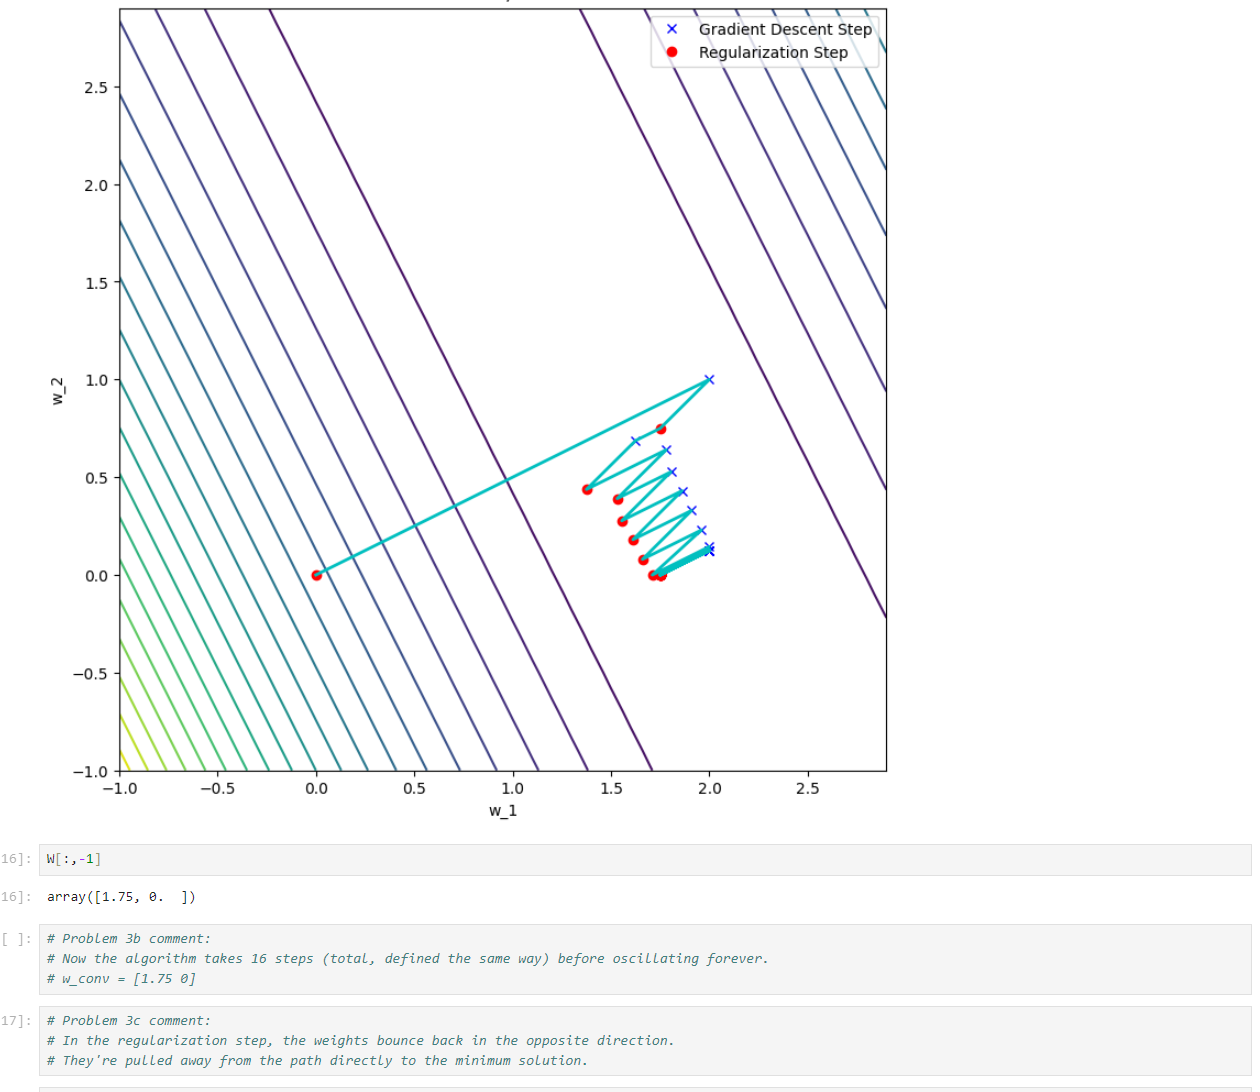 Gradient Descent Step
Regularization Step
2.5
2.0
1.5
1.0
0.5
0.0
−0.5
−1.0
w_2
−1.0 −0.5 0.0 0.5 1.0 1.5 2.0 2.5
w_1
16]: W[:,-1]
16]: array([1.75, 0.  ])
[ ]: # Problem 3b comment:
# Now the algorithm takes 16 steps (total, defined the same way) before oscillating forever.
# w_conv = [1.75 0]
17]: # Problem 3c comment:
# In the regularization step, the weights bounce back in the opposite direction.
# They're pulled away from the path directly to the minimum solution.